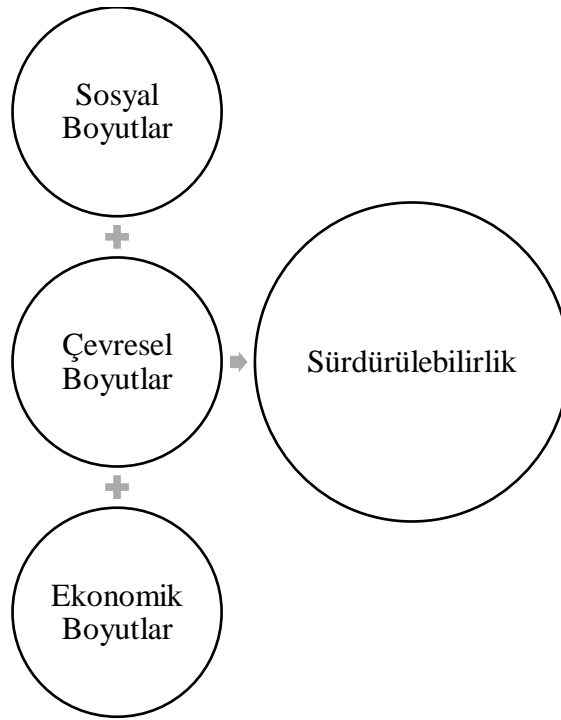 Sosyal
Boyutlar
Çevresel
Boyutlar
Sürdürülebilirlik
Ekonomik
Boyutlar